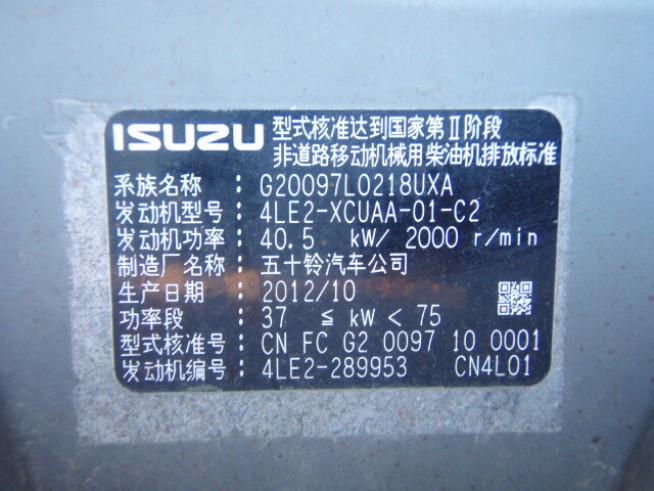 ISUZU 型式核准达到国家第Ⅱ阶段
非道路移动机械用柴油机排放标准
系族名称 : G20097L0218UXA
发动机型号: 4LE2-XCUAA-01-C2
发动机功率: 40.5 kW/ 2000 r/min
制造厂名称: 五十铃汽车公司
生产日期 : 2012/10
功率段 : 37 ≦ kW < 75
型式核准号: CN FC G2 0097 10 0001
发动机编号: 4LE2-289953 CN4L01